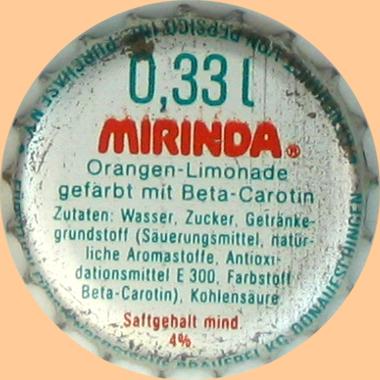 0,33 l
MIRINDA®
Orangen-Limonade
gefärbt mit Beta-Carotin
Zutaten: Wasser, Zucker, Getränke-
grundstoff (Säuerungsmittel, natür-
liche Aromastoffe, Antioxi-
dationsmittel E 300, Farbstoff
Beta-Carotin), Kohlensäure
Saftgehalt mind.
4%
DONAUESCHINGEN